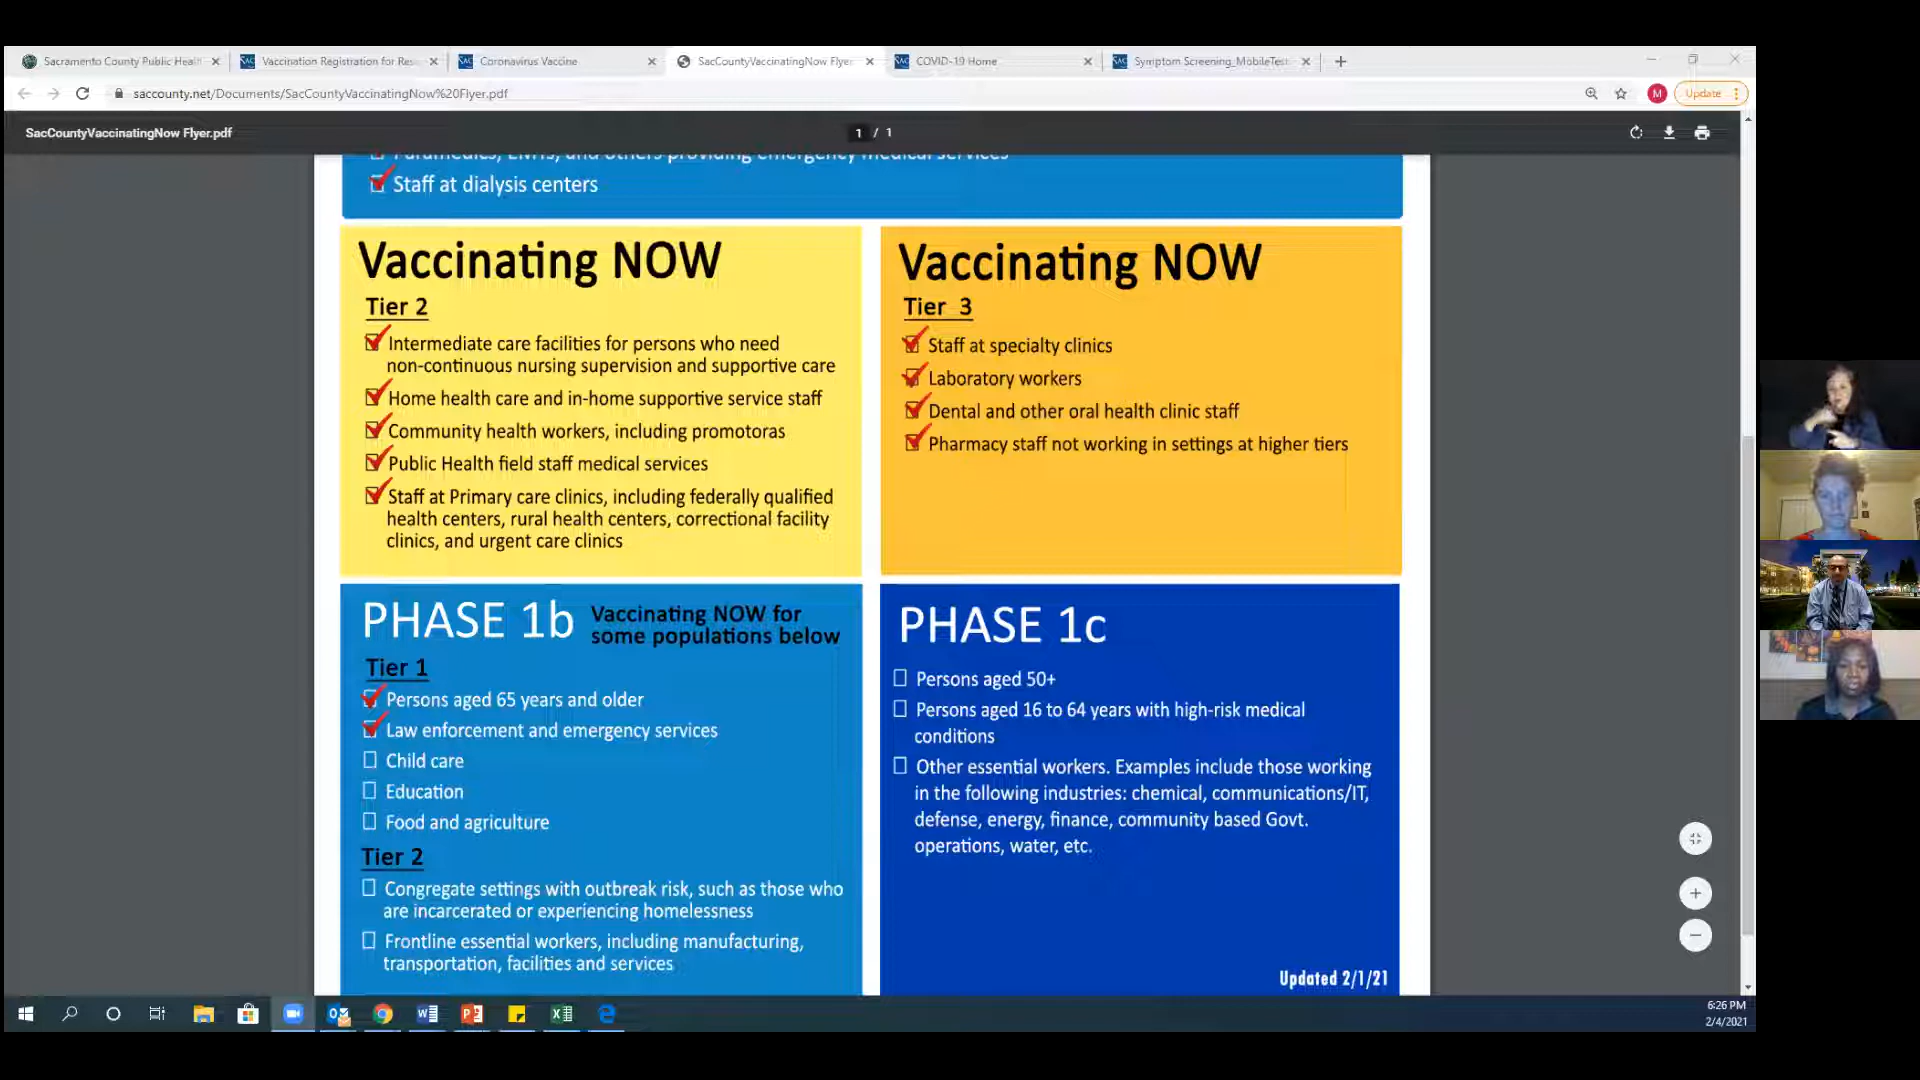 Sacramento County Public Healt
Vaccination Registration for Res
Coronavirus Vaccine
SacCountyVaccinatingNow Flyer
COVID-19 Home
Symptom Screening_MobileTest
saccounty.net/Documents/SacCountyVaccinatingNow%20Flyer.pdf
M
Update
SacCountyVaccinatingNow Flyer.pdf
1 / 1
Paramedics, EMTs, and others providing emergency medical services
Staff at dialysis centers
Vaccinating NOW
Tier 2
Intermediate care facilities for persons who need
non-continuous nursing supervision and supportive care
Home health care and in-home supportive service staff
Community health workers, including promotoras
Public Health field staff medical services
Staff at Primary care clinics, including federally qualified
health centers, rural health centers, correctional facility
clinics, and urgent care clinics
Vaccinating NOW
Tier 3
Staff at specialty clinics
Laboratory workers
Dental and other oral health clinic staff
Pharmacy staff not working in settings at higher tiers
PHASE 1b
Vaccinating NOW for
some populations below
Tier 1
Persons aged 65 years and older
Law enforcement and emergency services
Child care
Education
Food and agriculture
Tier 2
Congregate settings with outbreak risk, such as those who
are incarcerated or experiencing homelessness
Frontline essential workers, including manufacturing,
transportation, facilities and services
PHASE 1c
Persons aged 50+
Persons aged 16 to 64 years with high-risk medical
conditions
Other essential workers. Examples include those working
in the following industries: chemical, communications/IT,
defense, energy, finance, community based Govt.
operations, water, etc.
Updated 2/1/21
6:26 PM
2/4/2021